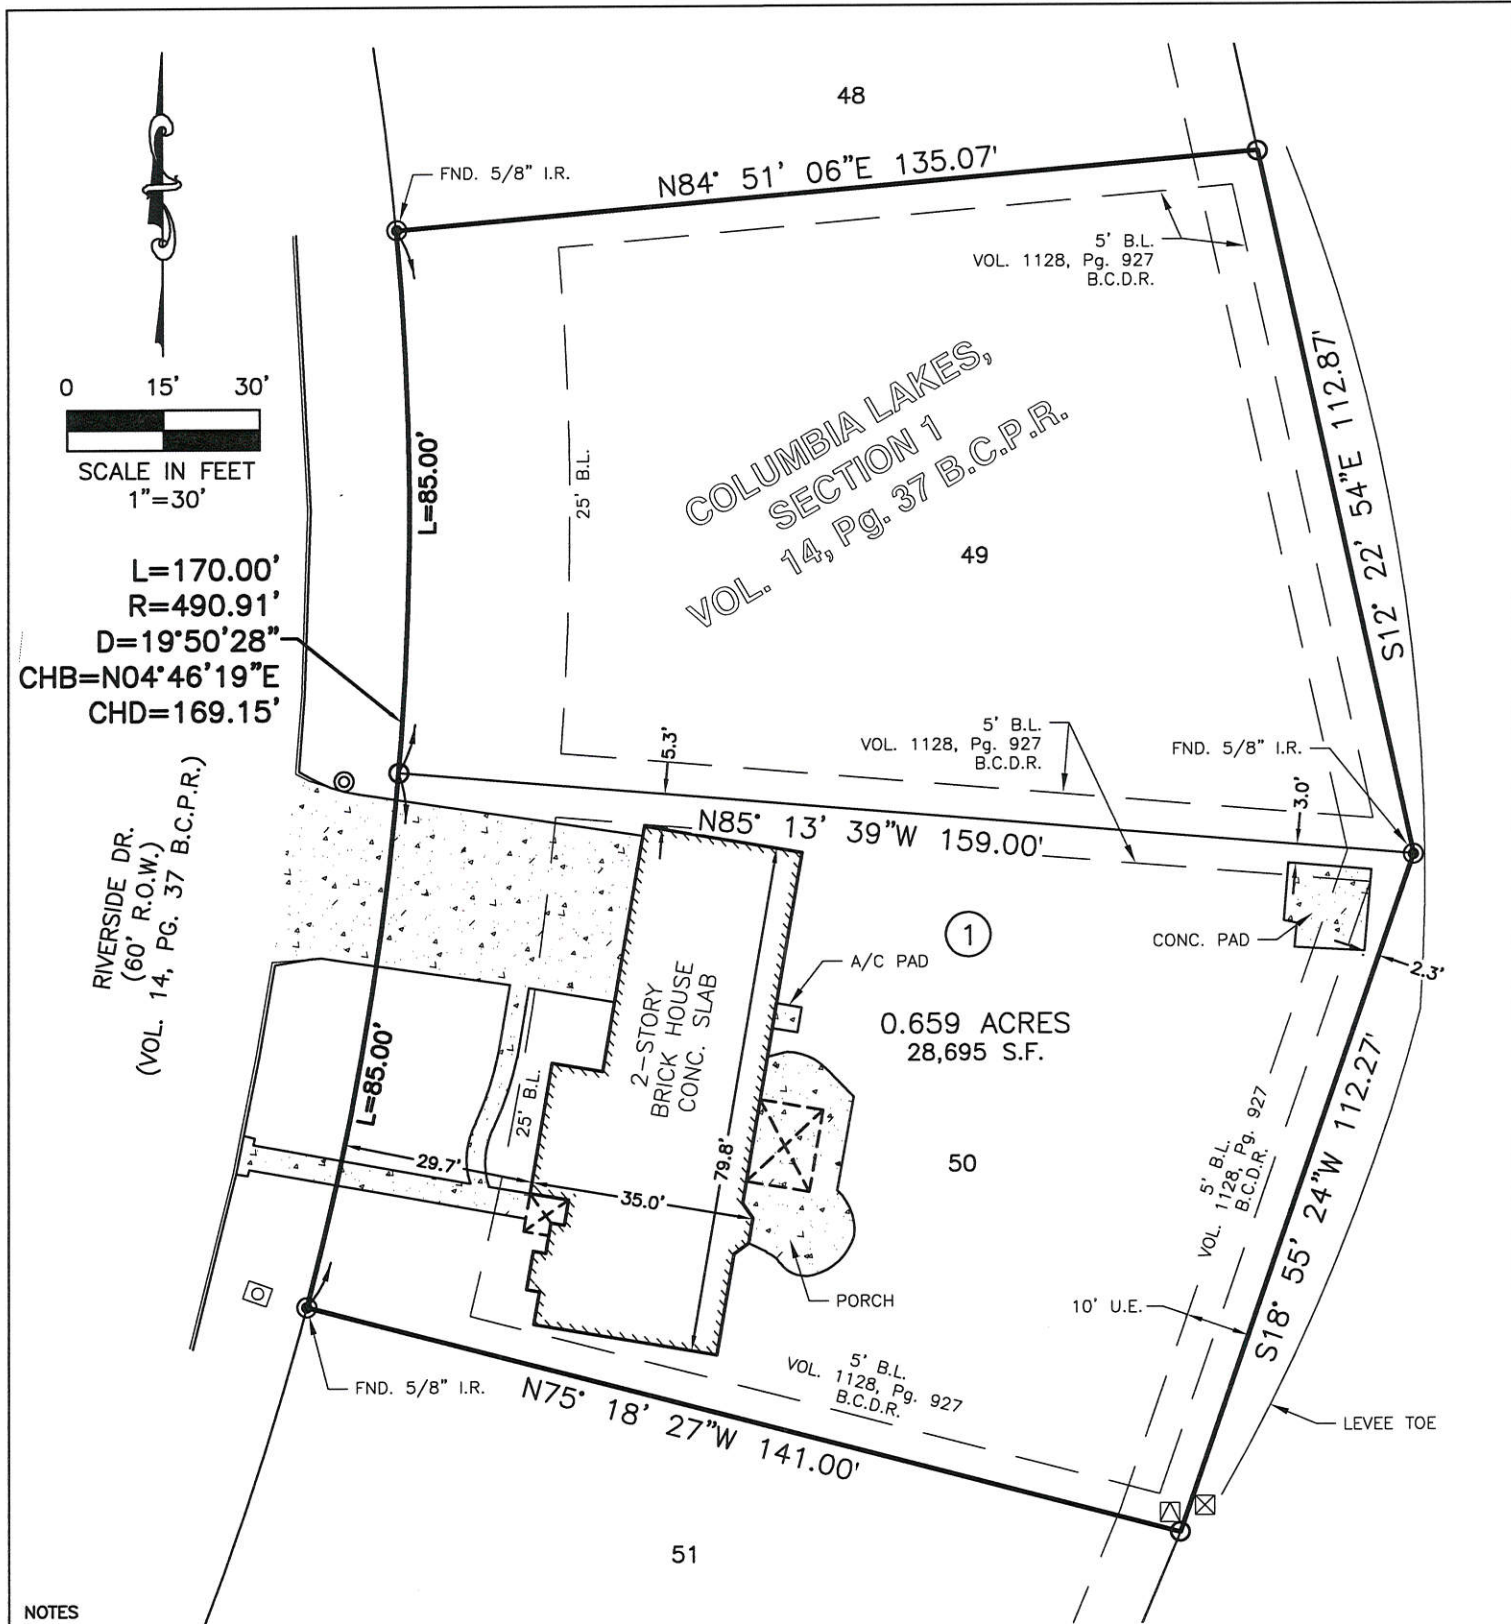 48
FND. 5/8" I.R.
N84° 51' 06"E 135.07'
5' B.L.
VOL. 1128, Pg. 927
B.C.D.R.
0 15' 30'
SCALE IN FEET
1"=30'
L=85.00'
25' B.L.
COLUMBIA LAKES,
SECTION 1
VOL. 14, Pg. 37 B.C.P.R.
49
S12° 22' 54"E 112.87'
L=170.00'
R=490.91'
D=19°50'28"
CHB=N04°46'19"E
CHD=169.15'
5.3'
5' B.L.
VOL. 1128, Pg. 927
B.C.D.R.
FND. 5/8" I.R.
3.0'
N85° 13' 39"W 159.00'
RIVERSIDE DR.
(60' R.O.W.)
(VOL. 14, PG. 37 B.C.P.R.)
1
CONC. PAD
2.3'
A/C PAD
2-STORY
BRICK HOUSE
CONC. SLAB
0.659 ACRES
28,695 S.F.
L=85.00'
25' B.L.
29.7'
35.0'
79.8'
50
5' B.L.
VOL. 1128, Pg. 927
B.C.D.R.
S18° 55' 24"W 112.27'
PORCH
10' U.E.
FND. 5/8" I.R.
N75° 18' 27"W 141.00'
5' B.L.
VOL. 1128, Pg. 927
B.C.D.R.
LEVEE TOE
51
NOTES